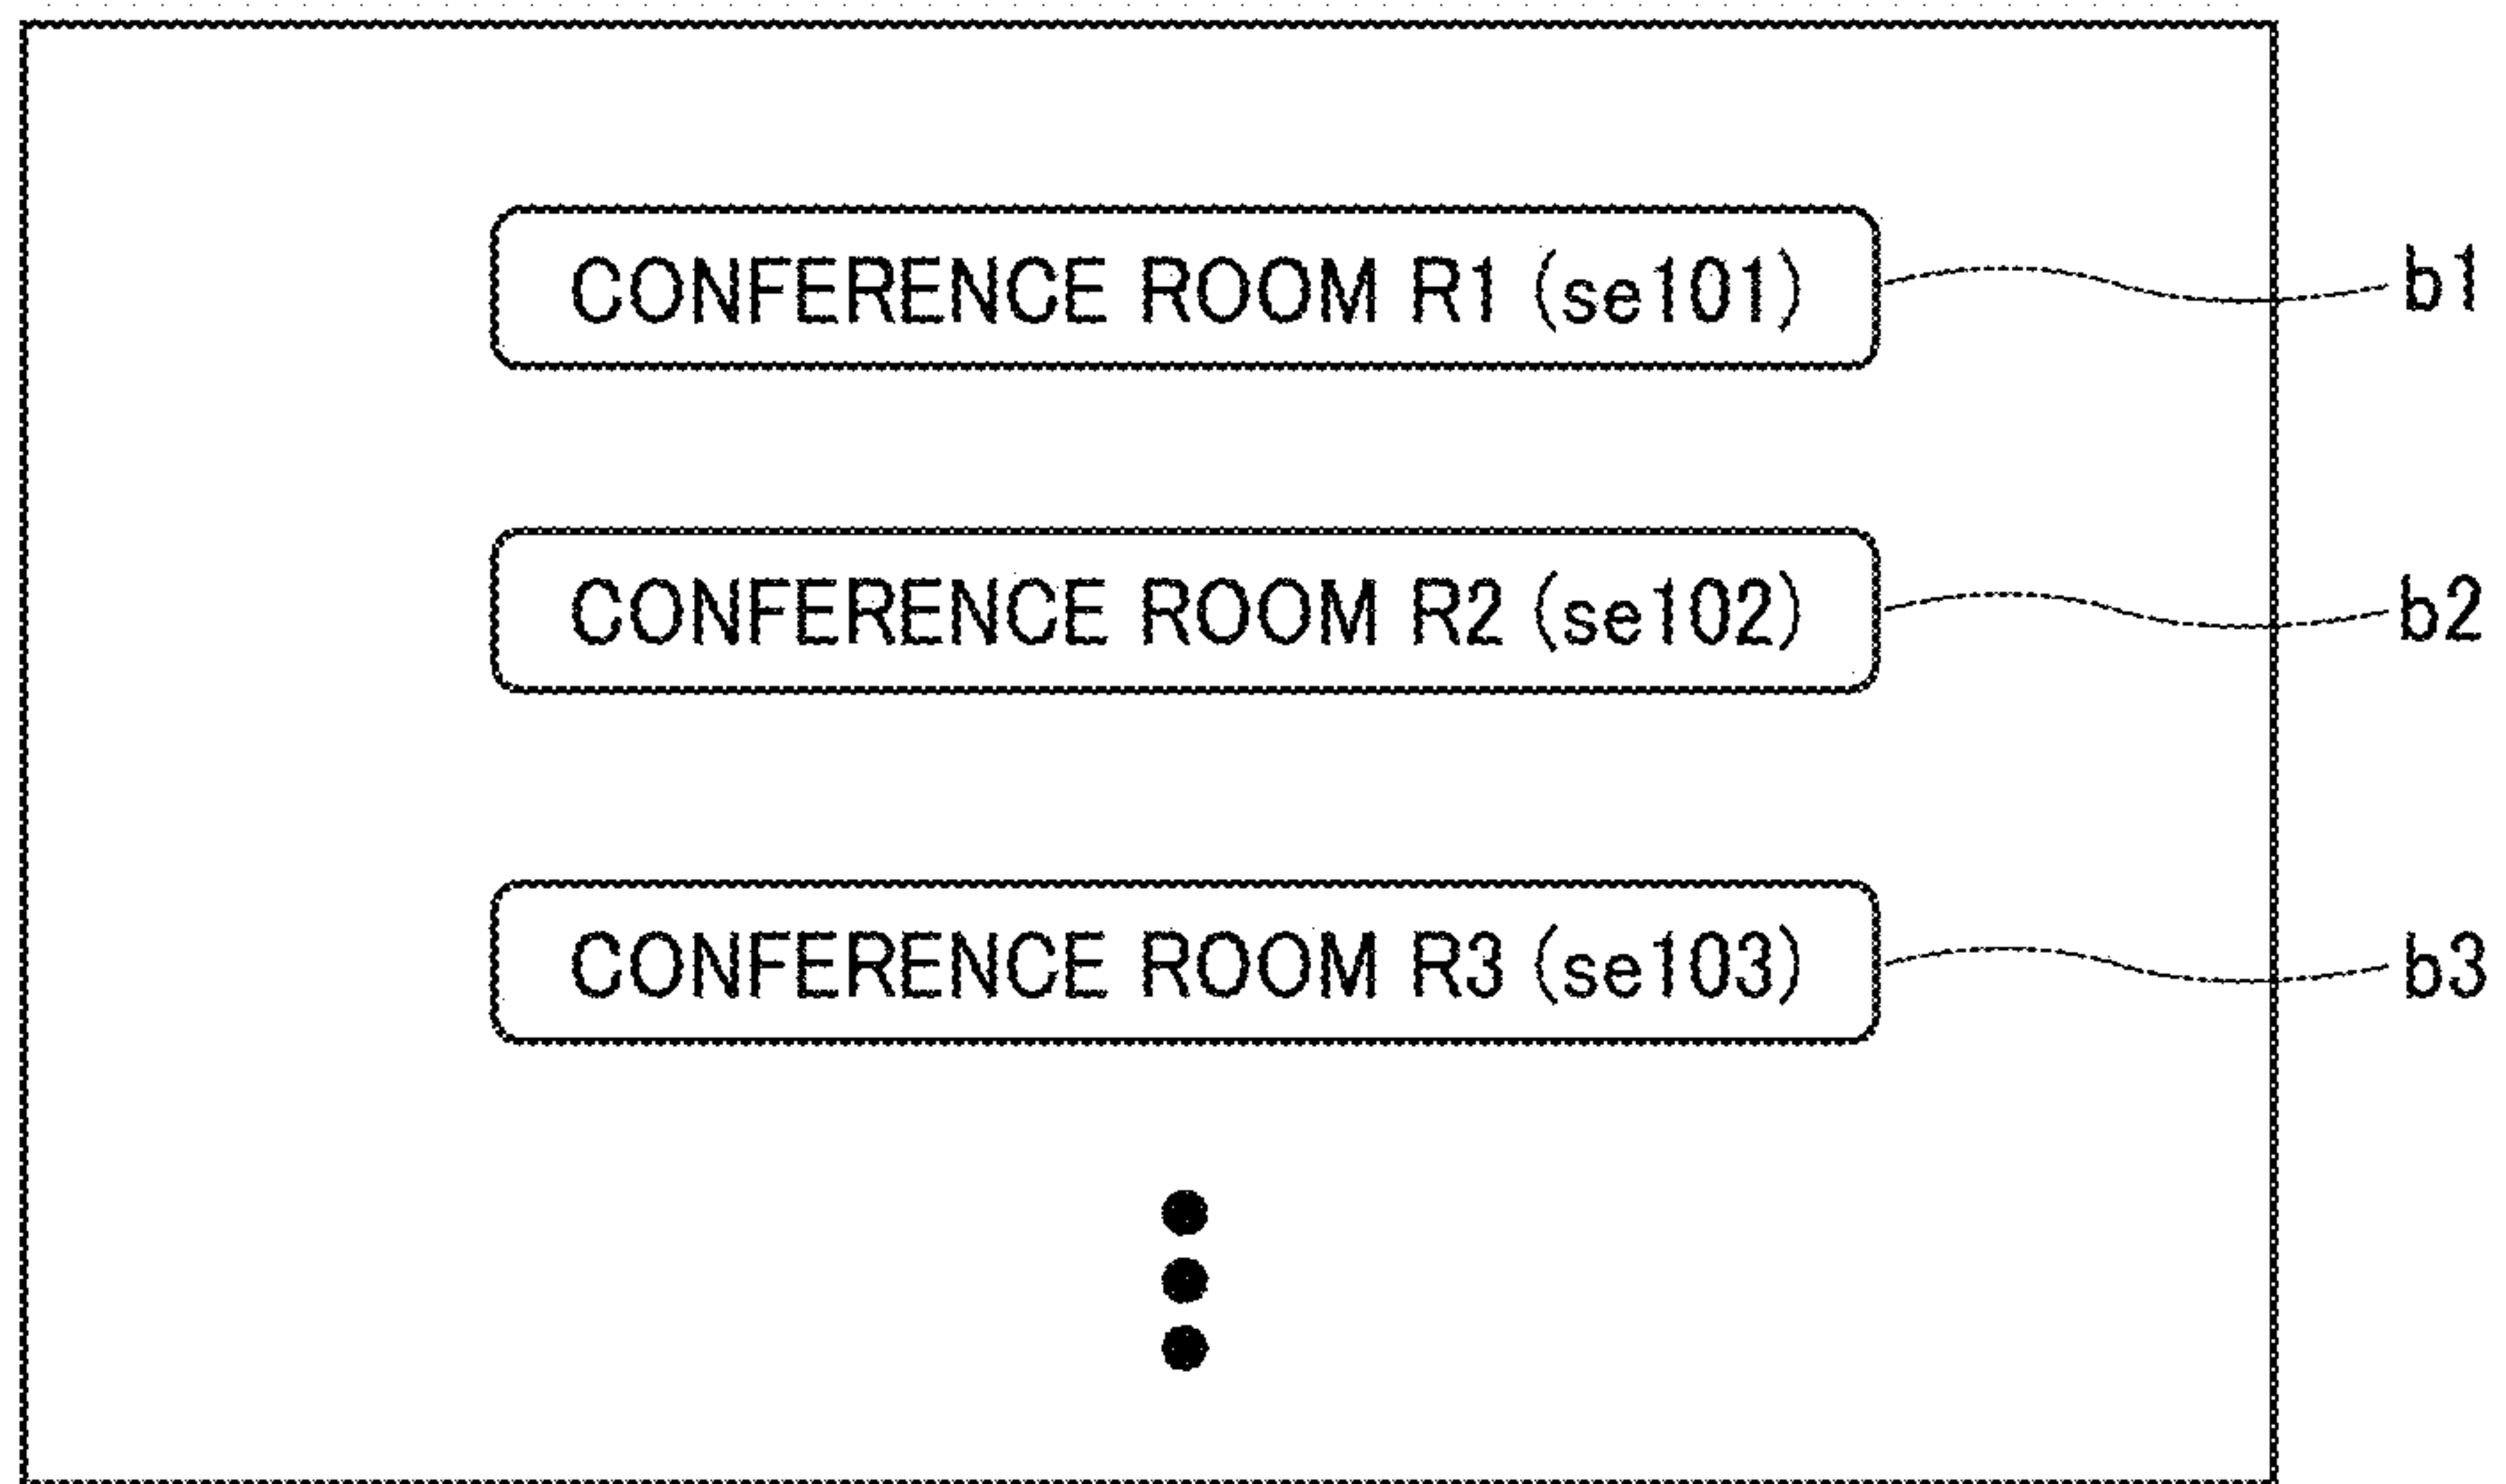 CONFERENCE ROOM R1 (se101) b1
CONFERENCE ROOM R2 (se102) b2
CONFERENCE ROOM R3 (se103) b3